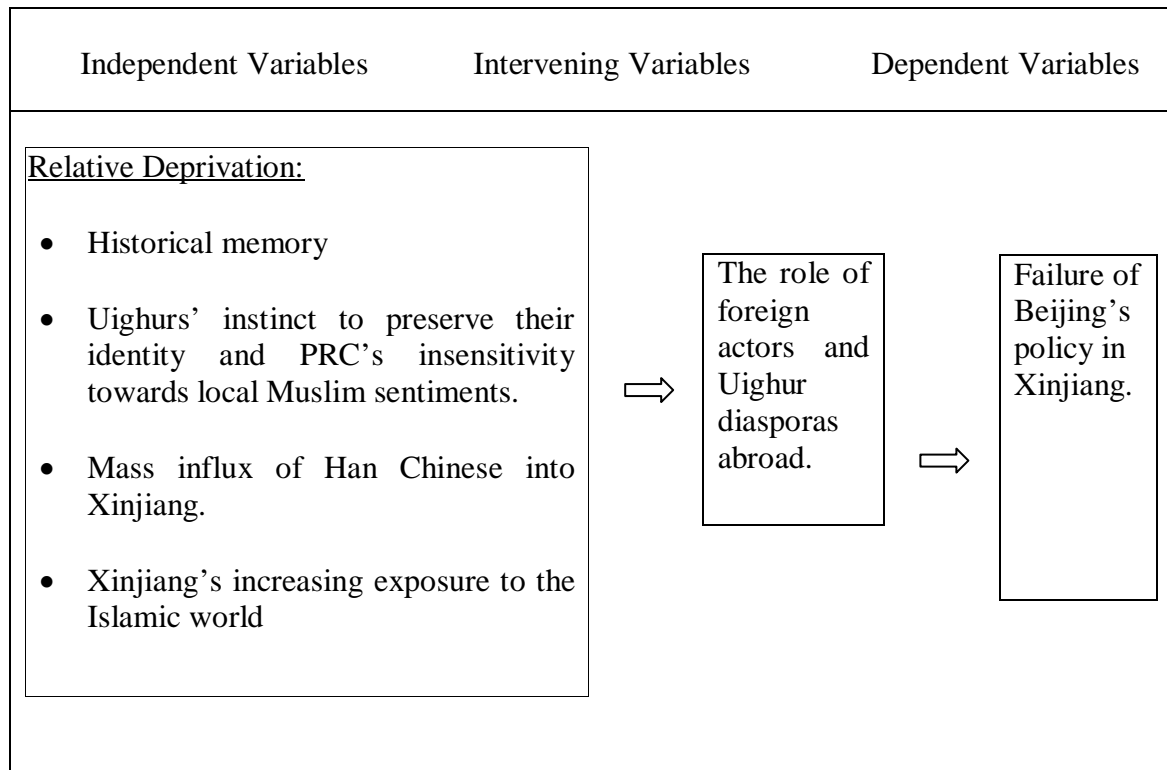 Independent Variables Intervening Variables Dependent Variables
Relative Deprivation:
• Historical memory
• Uighurs’ instinct to preserve their
identity and PRC’s insensitivity
towards local Muslim sentiments.
• Mass influx of Han Chinese into
Xinjiang.
• Xinjiang’s increasing exposure to the
Islamic world
The role of
foreign
actors and
Uighur
diasporas
abroad.
Failure of
Beijing’s
policy in
Xinjiang.